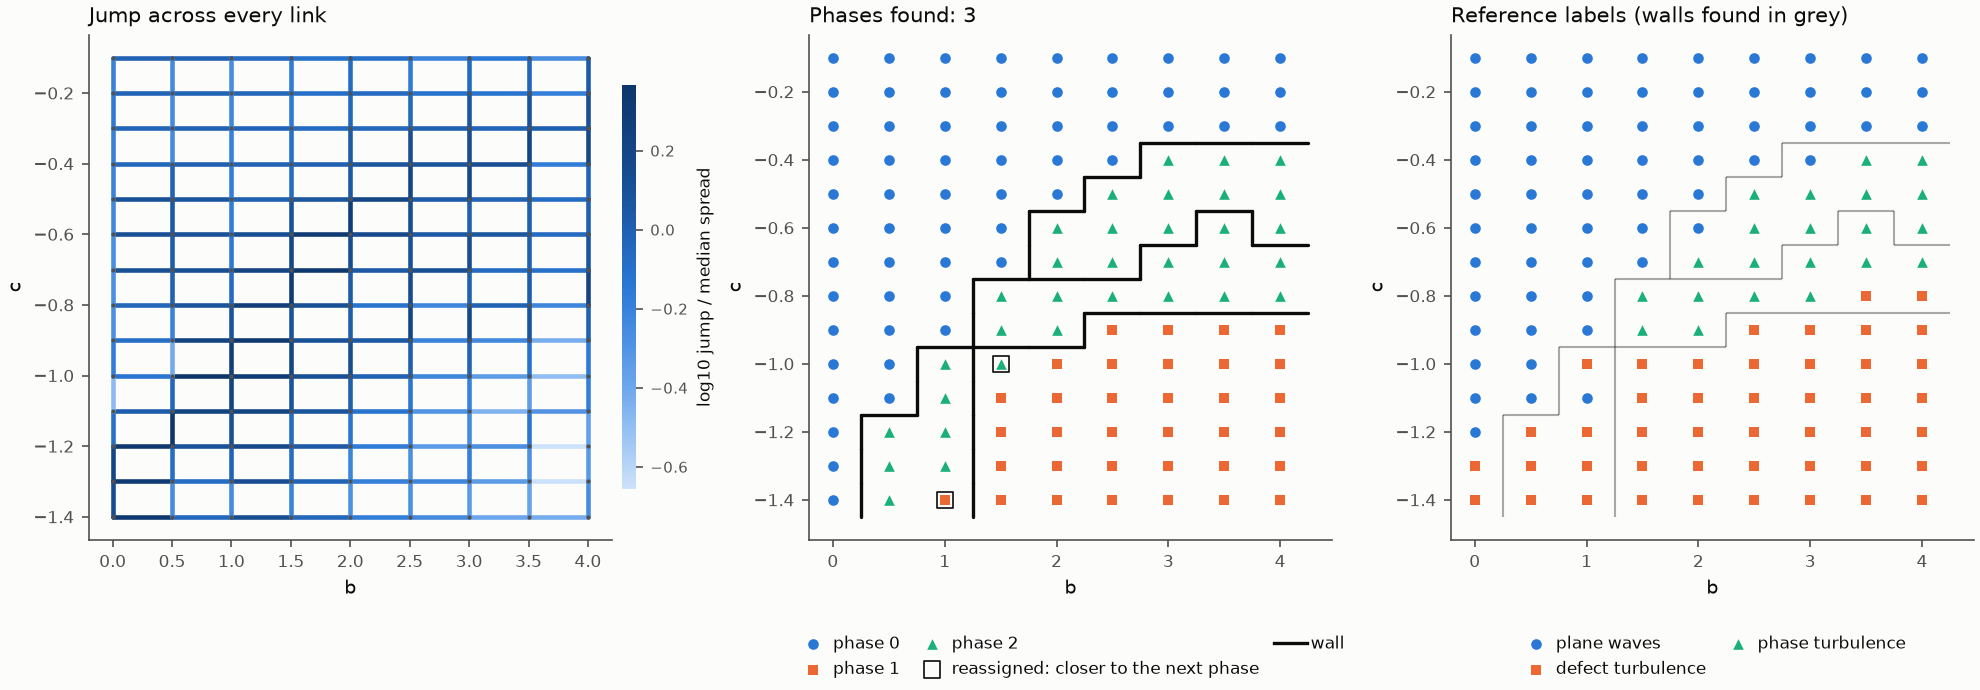 Jump across every link
−0.2
−0.4
−0.6
−0.8
−1.0
−1.2
−1.4
c
0.0 0.5 1.0 1.5 2.0 2.5 3.0 3.5 4.0
b
0.2
0.0
−0.2
−0.4
−0.6
log10 jump / median spread
Phases found: 3
−0.2
−0.4
−0.6
−0.8
−1.0
−1.2
−1.4
c
0 1 2 3 4
b
phase 0 phase 2 wall
phase 1 reassigned: closer to the next phase
Reference labels (walls found in grey)
−0.2
−0.4
−0.6
−0.8
−1.0
−1.2
−1.4
c
0 1 2 3 4
b
plane waves phase turbulence
defect turbulence